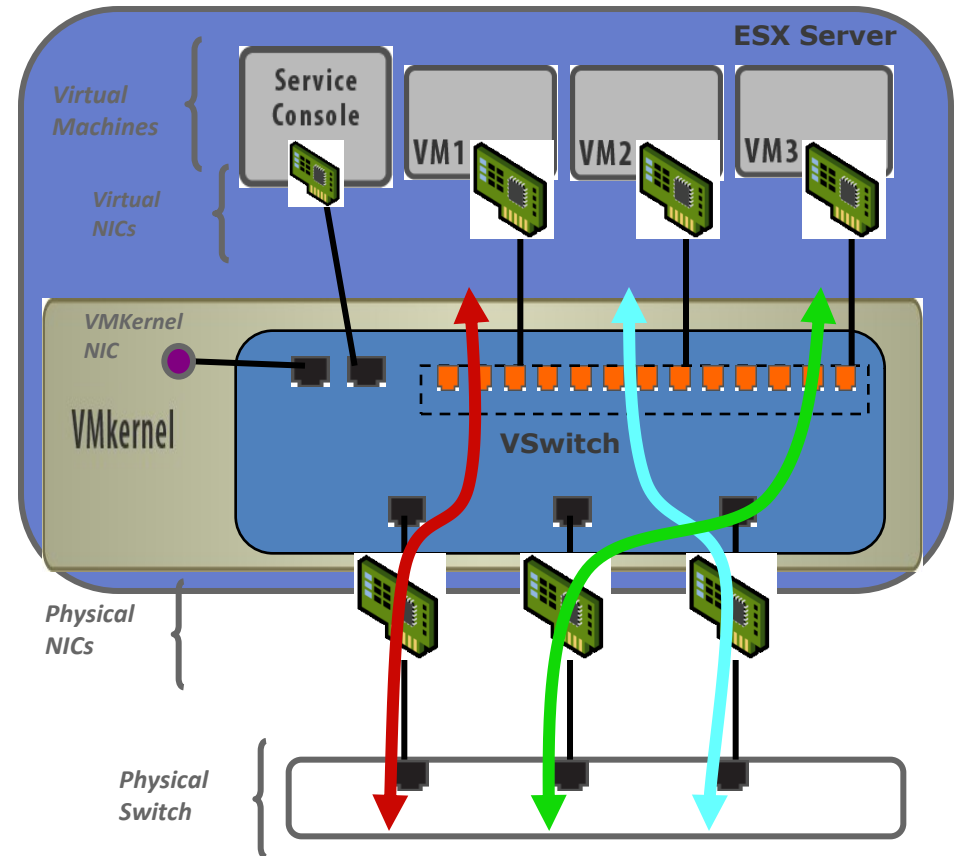 ESX Server
Virtual
Machines
Service
Console
VM1
VM2
VM3
Virtual
NICs
VMKernel
NIC
VMkernel
VSwitch
Physical
NICs
Physical
Switch